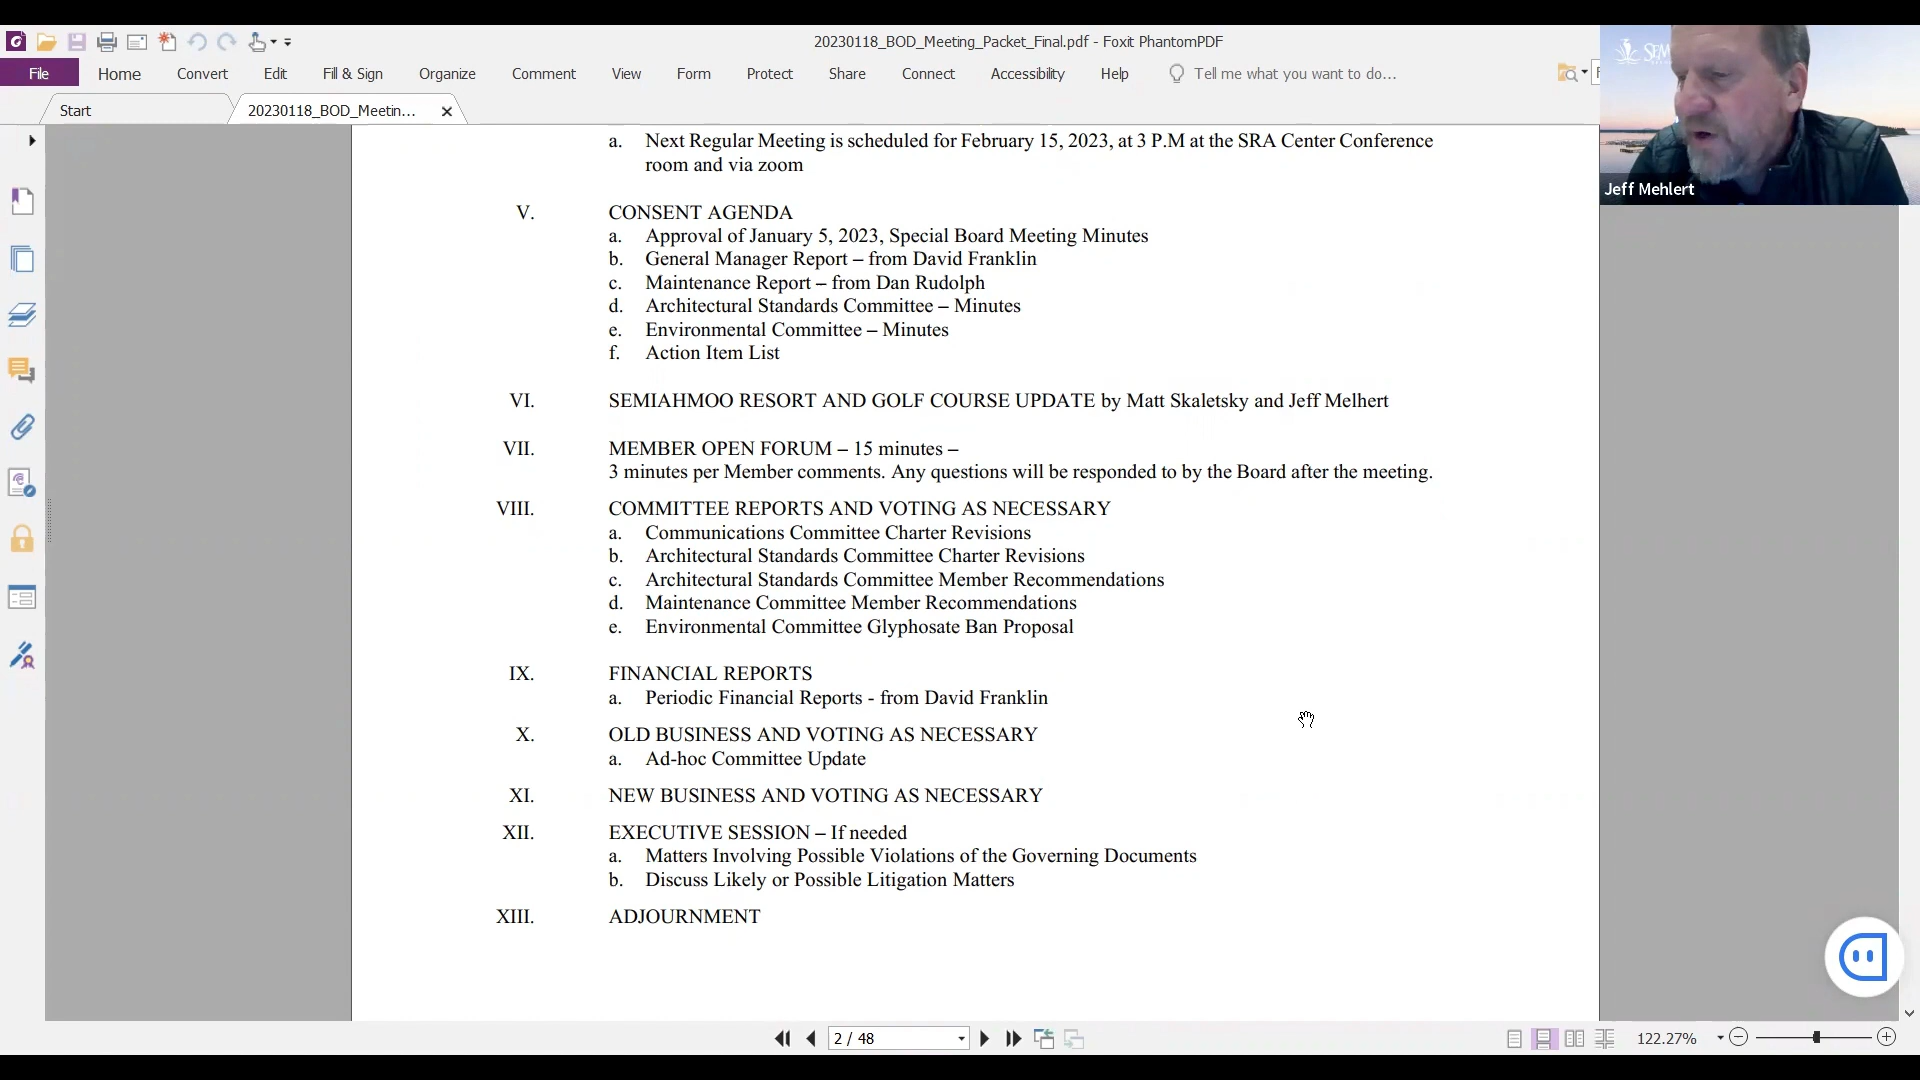 20230118_BOD_Meeting_Packet_Final.pdf - Foxit PhantomPDF
File Home Convert Edit Fill & Sign Organize Comment View Form Protect Share Connect Accessibility Help Tell me what you want to do...
Start 20230118_BOD_Meetin...
Jeff Mehlert
a. Next Regular Meeting is scheduled for February 15, 2023, at 3 P.M at the SRA Center Conference
room and via zoom
V. CONSENT AGENDA
a. Approval of January 5, 2023, Special Board Meeting Minutes
b. General Manager Report – from David Franklin
c. Maintenance Report – from Dan Rudolph
d. Architectural Standards Committee – Minutes
e. Environmental Committee – Minutes
f. Action Item List
VI. SEMIAHMOO RESORT AND GOLF COURSE UPDATE by Matt Skaletsky and Jeff Melhert
VII. MEMBER OPEN FORUM – 15 minutes –
3 minutes per Member comments. Any questions will be responded to by the Board after the meeting.
VIII. COMMITTEE REPORTS AND VOTING AS NECESSARY
a. Communications Committee Charter Revisions
b. Architectural Standards Committee Charter Revisions
c. Architectural Standards Committee Member Recommendations
d. Maintenance Committee Member Recommendations
e. Environmental Committee Glyphosate Ban Proposal
IX. FINANCIAL REPORTS
a. Periodic Financial Reports - from David Franklin
X. OLD BUSINESS AND VOTING AS NECESSARY
a. Ad-hoc Committee Update
XI. NEW BUSINESS AND VOTING AS NECESSARY
XII. EXECUTIVE SESSION – If needed
a. Matters Involving Possible Violations of the Governing Documents
b. Discuss Likely or Possible Litigation Matters
XIII. ADJOURNMENT
2 / 48
122.27%